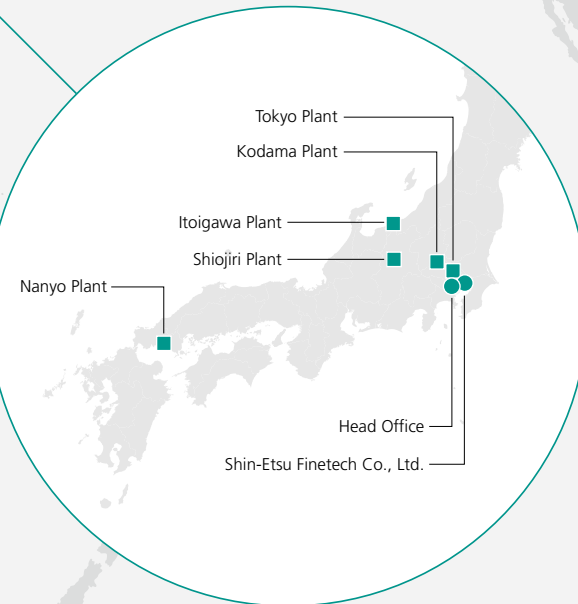 Tokyo Plant
Kodama Plant
Itoigawa Plant
Shiojiri Plant
Nanyo Plant
Head Office
Shin-Etsu Finetech Co., Ltd.